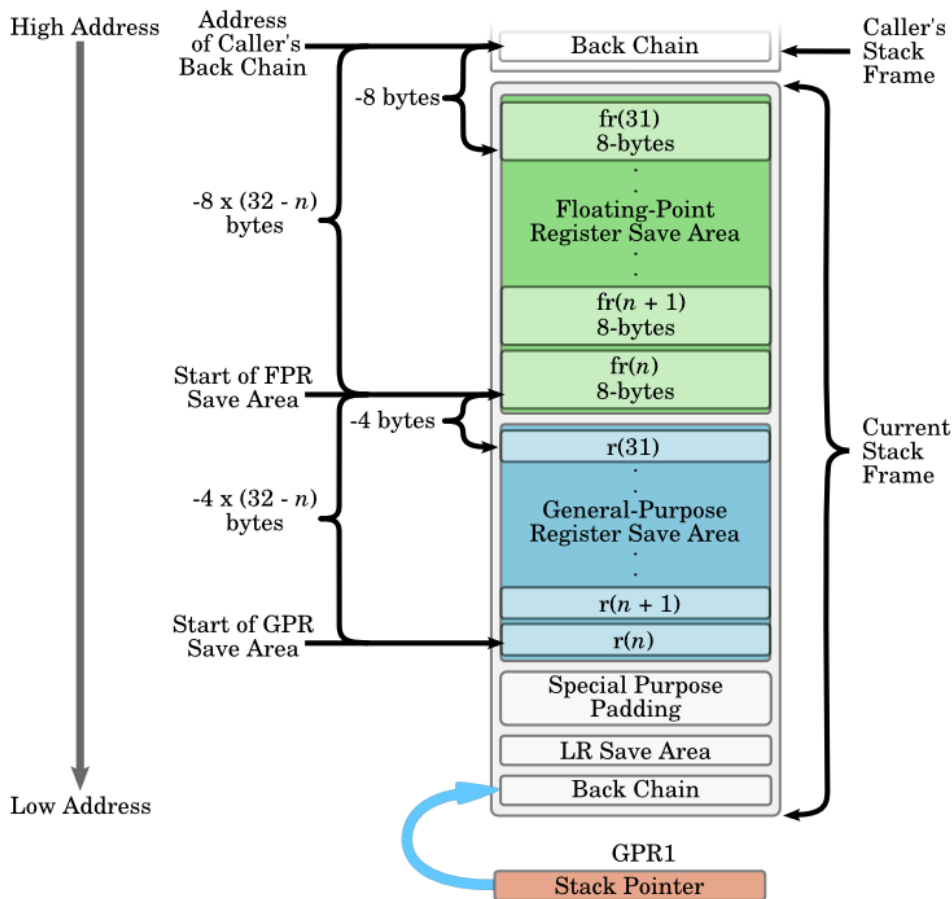 High Address
Address
of Caller's
Back Chain
Back Chain
Caller's
Stack
Frame
-8 bytes
fr(31)
8-bytes
-8 x (32 - n)
bytes
Floating-Point
Register Save Area
fr(n + 1)
8-bytes
Start of FPR
Save Area
fr(n)
8-bytes
-4 bytes
r(31)
Current
Stack
Frame
-4 x (32 - n)
bytes
General-Purpose
Register Save Area
r(n + 1)
Start of GPR
Save Area
r(n)
Special Purpose
Padding
LR Save Area
Back Chain
Low Address
GPR1
Stack Pointer